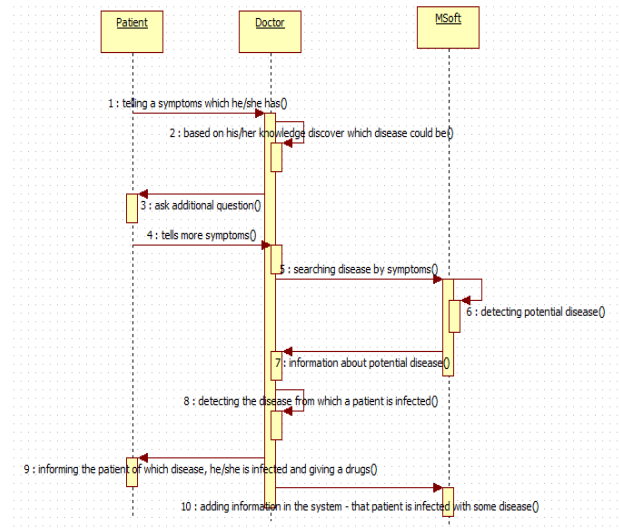 Patient
Doctor
MSoft
1 : telling a symptoms which he/she has()
2 : based on his/her knowledge discover which disease could be()
3 : ask additional question()
4 : tells more symptoms()
5 : searching disease by symptoms()
6 : detecting potential disease()
7 : information about potential disease()
8 : detecting the disease from which a patient is infected()
9 : informing the patient of which disease, he/she is infected and giving a drugs()
10 : adding information in the system - that patient is infected with some disease()